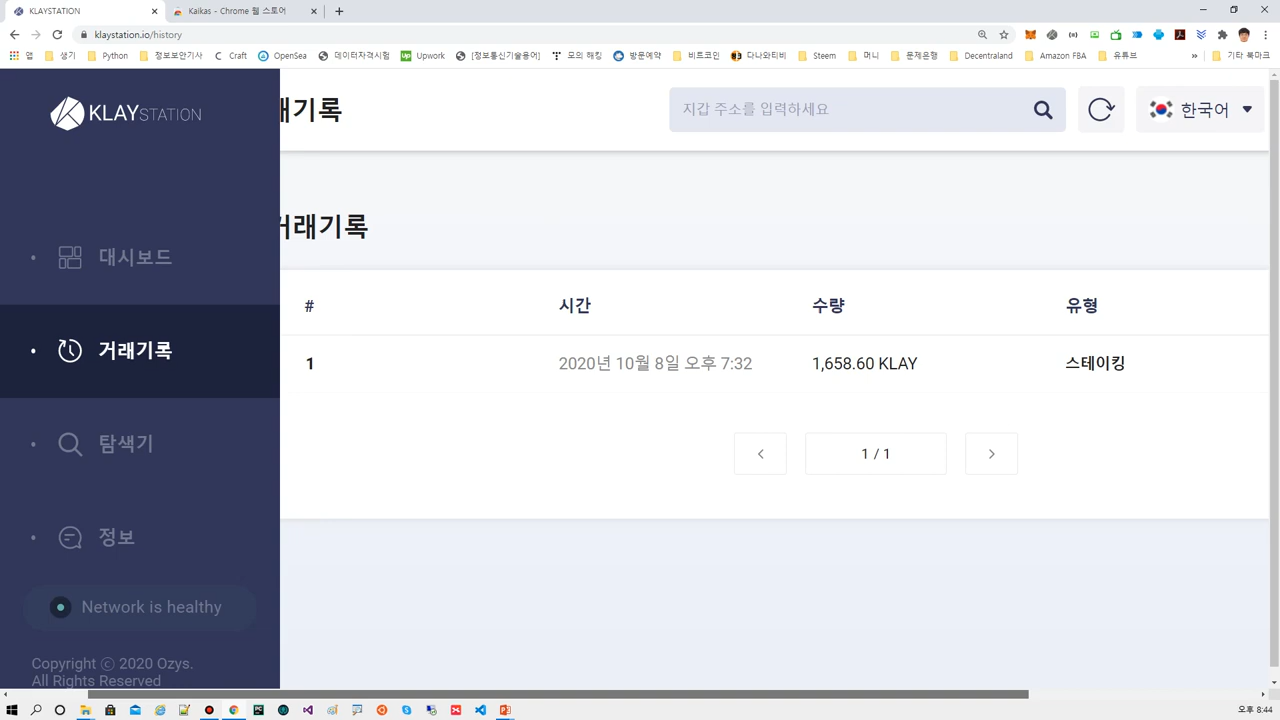 KLAYSTATION
Kaikas - Chrome 웹 스토어
klaystation.io/history
앱 생기 Python 정보보안기사 Craft OpenSea 데이터자격시험 Upwork [정보통신기술용어] 모의 해킹 방문예약 비트코인 다나와티비 Steem 머니 문제은행 Decentraland Amazon FBA 유튜브 » 기타 북마크
KLAYSTATION
래기록
지갑 주소를 입력하세요
한국어
거래기록
대시보드
# 시간 수량 유형
거래기록
1 2020년 10월 8일 오후 7:32 1,658.60 KLAY 스테이킹
탐색기
1 / 1
정보
Network is healthy
Copyright ⓒ 2020 Ozys.
All Rights Reserved
오후 8:44